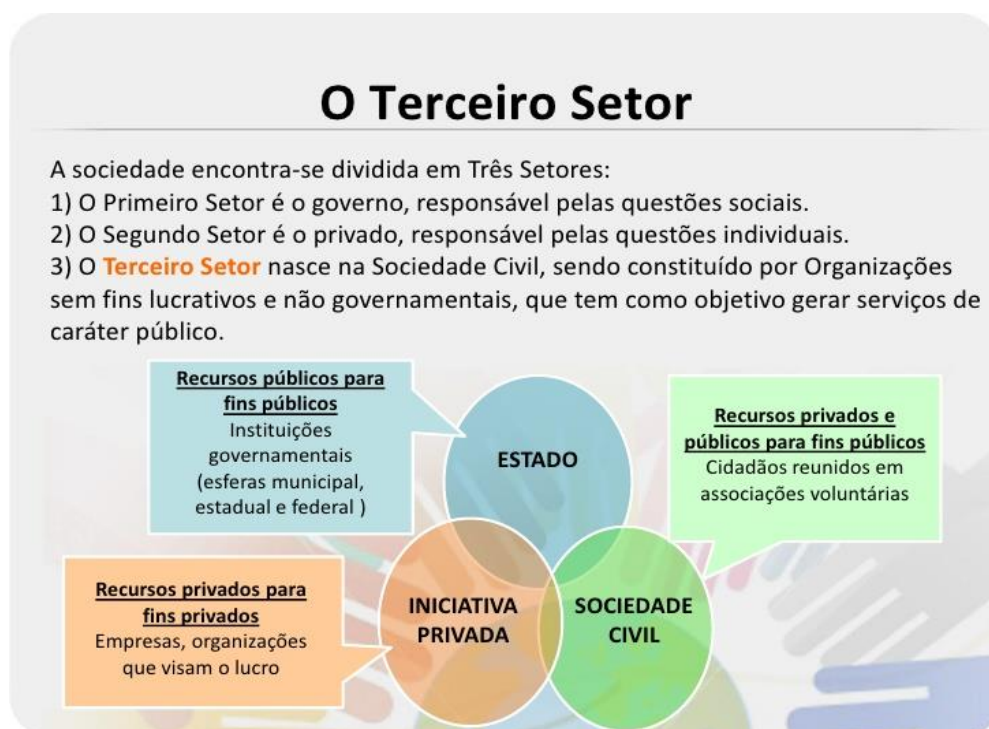 O Terceiro Setor
A sociedade encontra-se dividida em Três Setores:
1) O Primeiro Setor é o governo, responsável pelas questões sociais.
2) O Segundo Setor é o privado, responsável pelas questões individuais.
3) O Terceiro Setor nasce na Sociedade Civil, sendo constituído por Organizações
sem fins lucrativos e não governamentais, que tem como objetivo gerar serviços de
caráter público.
Recursos públicos para
fins públicos
Instituições
governamentais
(esferas municipal,
estadual e federal )
ESTADO
Recursos privados e
públicos para fins públicos
Cidadãos reunidos em
associações voluntárias
Recursos privados para
fins privados
Empresas, organizações
que visam o lucro
INICIATIVA
PRIVADA
SOCIEDADE
CIVIL